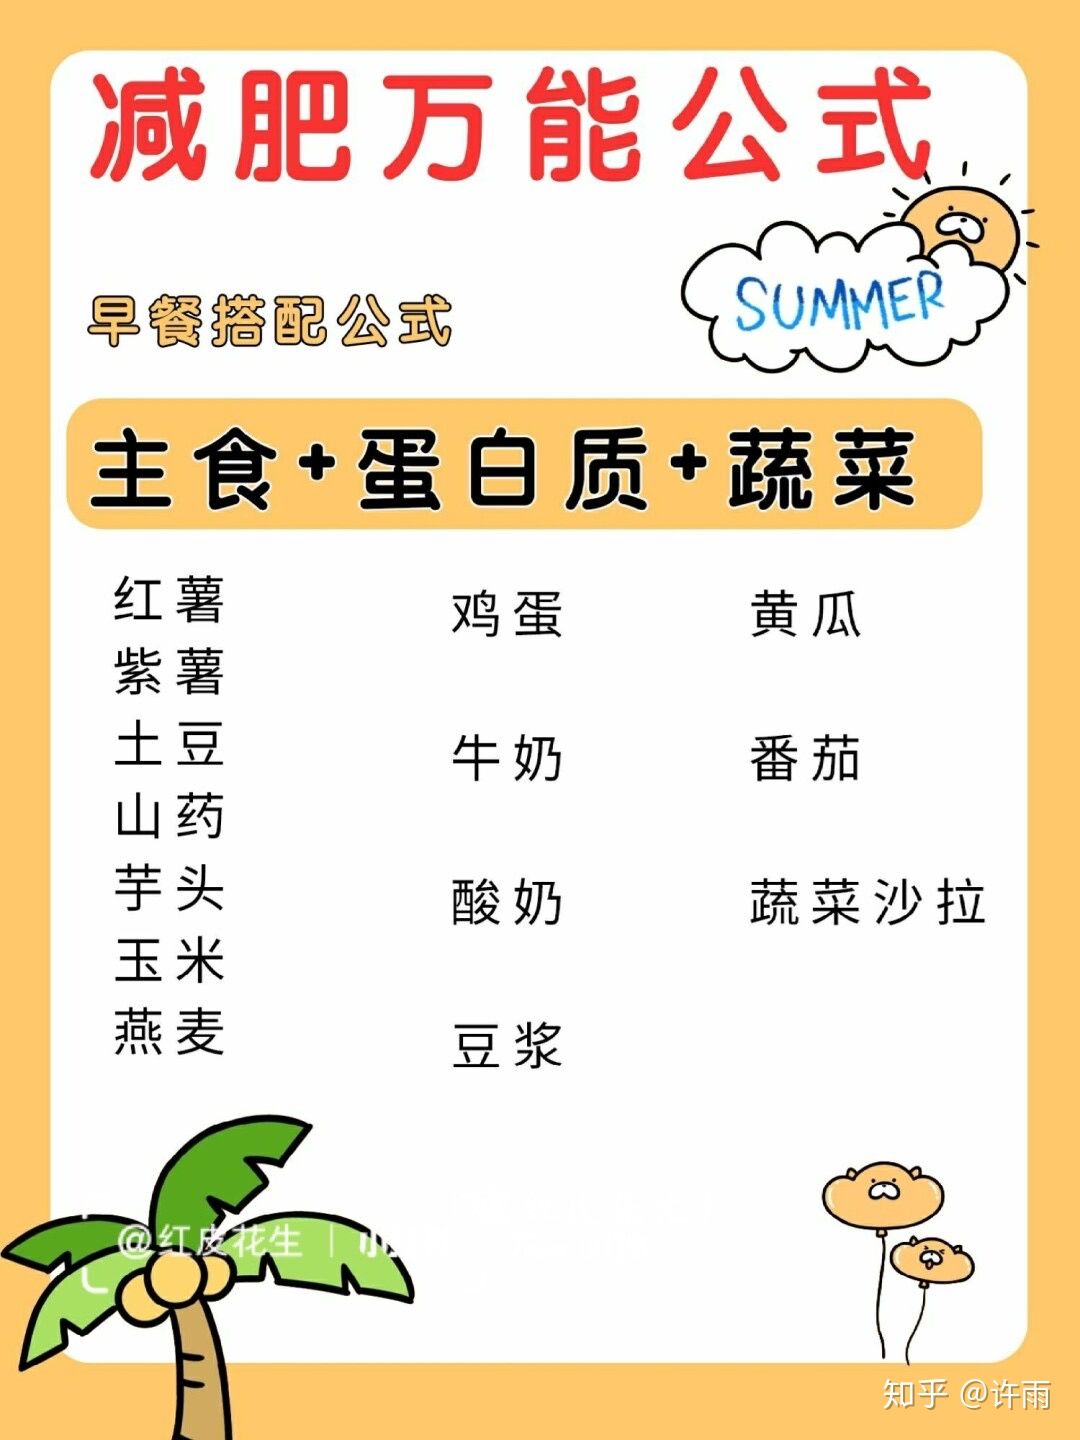 减肥万能公式
SUMMER
早餐搭配公式
主食+蛋白质+蔬菜
红薯
紫薯
土豆
山药
芋头
玉米
燕麦
鸡蛋
牛奶
酸奶
豆浆
黄瓜
番茄
蔬菜沙拉
@红皮花生
知乎 @许雨